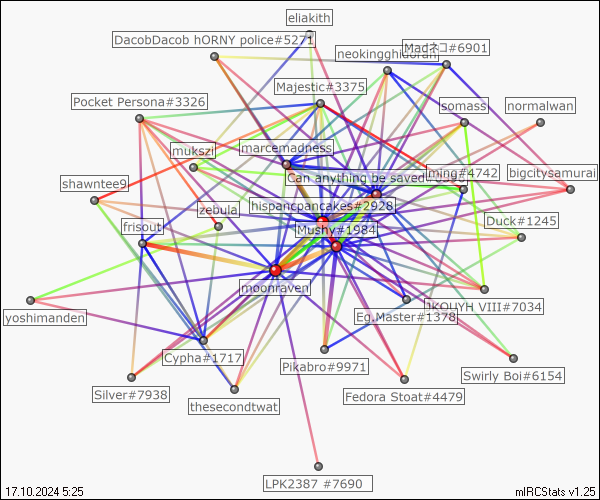 eliakith
DacobDacob hORNY police#5271
neokingghidorah
Madネコ#6901
Majestic#3375
Pocket Persona#3326
somass
normalwan
marcemadness
mukszi
Can anything be saved?
ming#4742
bigcitysamurai
shawntee9
hispancpancakes#2928
zebula
Duck#1245
frisout
Mushy#1984
moonraven
JKOUYH VIII#7034
yoshimanden
Eg.Master#1378
Cypha#1717
Pikabro#9971
Swirly Boi#6154
Silver#7938
Fedora Stoat#4479
thesecondtwat
LPK2387 #7690
17.10.2024 5:25
mIRCStats v1.25